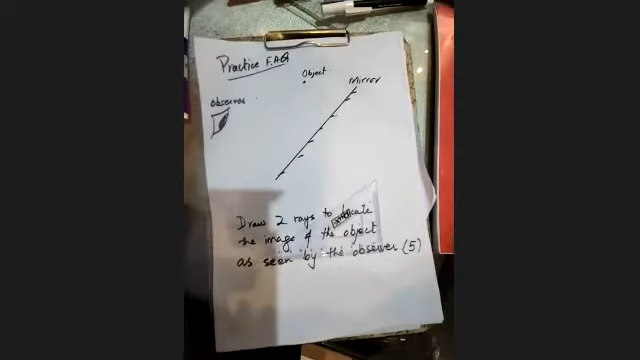 Practice F.A.Q
Object
Mirror
Observer
Draw 2 rays to locate
the image of the object
as seen by the observer (5)